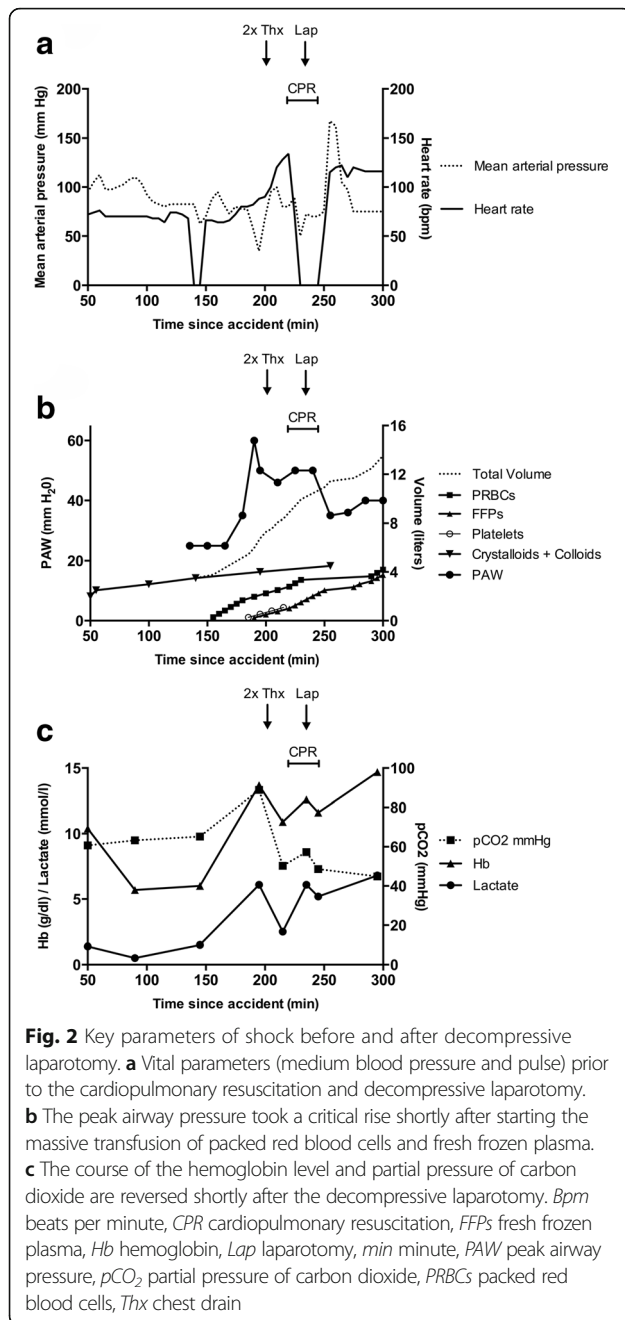 a
2x Thx Lap
CPR
Mean arterial pressure (mm Hg)
200
150
100
50
0
200
150
100
50
0
Heart rate (bpm)
Mean arterial pressure
Heart rate
50 100 150 200 250 300
Time since accident (min)
2x Thx Lap
b
CPR
PAW (mm H20)
60
40
20
0
16
12
8
4
0
Volume (liters)
Total Volume
PRBCs
FFPs
Platelets
Crystalloids + Colloids
PAW
50 100 150 200 250 300
Time since accident (min)
2x Thx Lap
c
CPR
Hb (g/dl) / Lactate (mmol/l)
15
10
5
0
100
80
60
40
20
0
pCO2 (mmHg)
pCO2 mmHg
Hb
Lactate
50 100 150 200 250 300
Time since accident (min)
Fig. 2 Key parameters of shock before and after decompressive
laparotomy. a Vital parameters (medium blood pressure and pulse) prior
to the cardiopulmonary resuscitation and decompressive laparotomy.
b The peak airway pressure took a critical rise shortly after starting the
massive transfusion of packed red blood cells and fresh frozen plasma.
c The course of the hemoglobin level and partial pressure of carbon
dioxide are reversed shortly after the decompressive laparotomy. Bpm
beats per minute, CPR cardiopulmonary resuscitation, FFPs fresh frozen
plasma, Hb hemoglobin, Lap laparotomy, min minute, PAW peak airway
pressure, pCO2 partial pressure of carbon dioxide, PRBCs packed red
blood cells, Thx chest drain